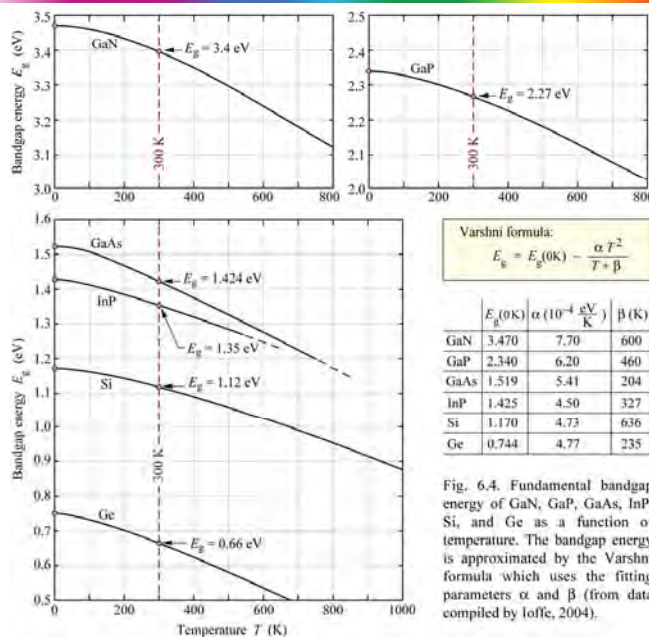 Bandgap energy Eg (eV)
3.5
3.4
3.3
3.2
3.1
3.0
GaN
Eg = 3.4 eV
300 K
0 200 400 600 800
2.5
2.4
2.3
2.2
2.1
2.0
GaP
Eg = 2.27 eV
300 K
0 200 400 600 800
Bandgap energy Eg (eV)
1.6
1.5
1.4
1.3
1.2
1.1
1.0
0.9
0.8
0.7
0.6
0.5
GaAs
Eg = 1.424 eV
InP
Eg = 1.35 eV
Si
Eg = 1.12 eV
300 K
Ge
Eg = 0.66 eV
0 200 400 600 800 1000
Temperature T (K)
Varshni formula:
Eg = Eg(0K) − α T² / (T + β)
Eg(0K) α (10⁻⁴ eV/K) β (K)
GaN 3.470 7.70 600
GaP 2.340 6.20 460
GaAs 1.519 5.41 204
InP 1.425 4.50 327
Si 1.170 4.73 636
Ge 0.744 4.77 235
Fig. 6.4. Fundamental bandgap
energy of GaN, GaP, GaAs, InP
Si, and Ge as a function o
temperature. The bandgap energy
is approximated by the Varshn
formula which uses the fitting
parameters α and β (from data
compiled by Ioffe, 2004).